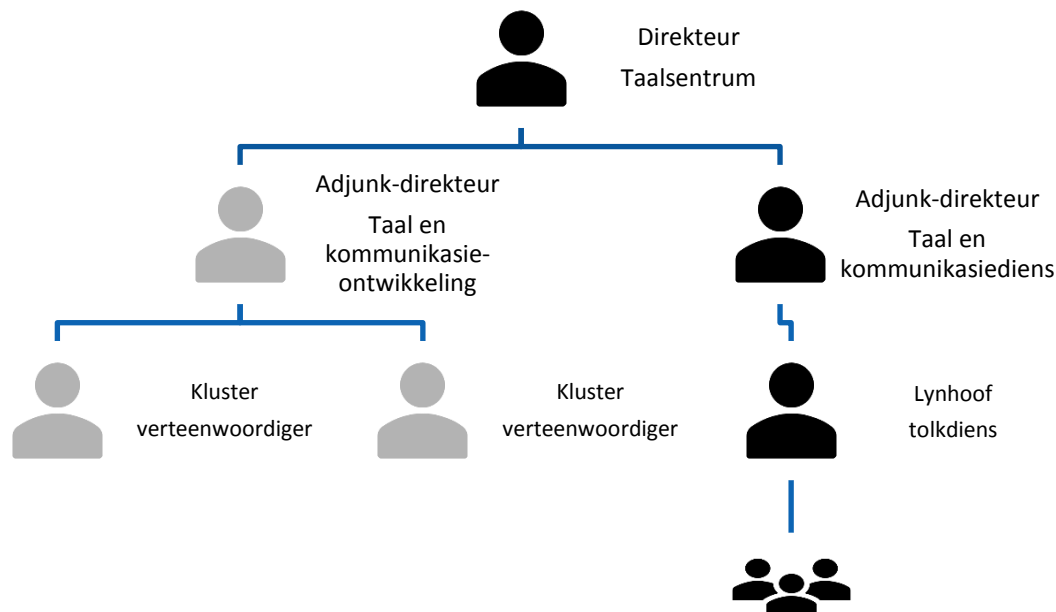 Direkteur
Taalsentrum
Adjunk-direkteur
Taal en
kommunikasie-
ontwikkeling
Adjunk-direkteur
Taal en
kommunikasiediens
Kluster
verteenwoordiger
Kluster
verteenwoordiger
Lynhoof
tolkdiens